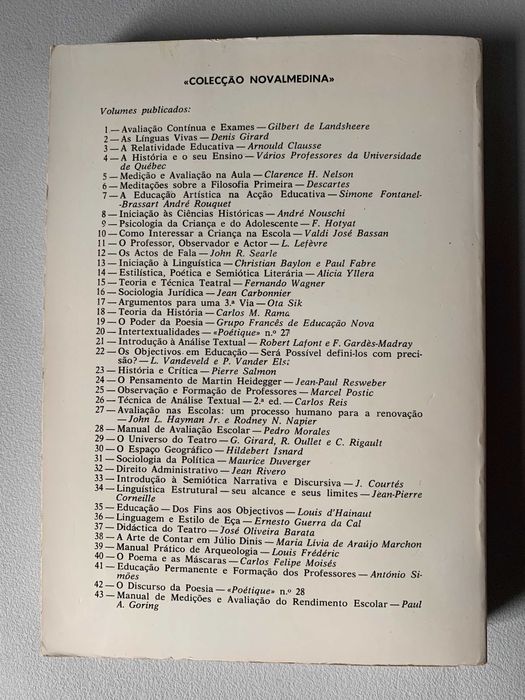 «COLECÇÃO NOVALMEDINA»
Volumes publicados:
1 — Avaliação Contínua e Exames — Gilbert de Landsheere
2 — As Línguas Vivas — Denis Girard
3 — A Relatividade Educativa — Arnould Clausse
4 — A História e o seu Ensino — Vários Professores da Universidade
de Québec
5 — Medição e Avaliação na Aula — Clarence H. Nelson
6 — Meditações sobre a Filosofia Primeira — Descartes
7 — A Educação Artística na Acção Educativa — Simone Fontanel-
-Brassart André Rouquet
8 — Iniciação às Ciências Históricas — André Nouschi
9 — Psicologia da Criança e do Adolescente — F. Hotyat
10 — Como Interessar a Criança na Escola — Valdi José Bassan
11 — O Professor, Observador e Actor — L. Lefèvre
12 — Os Actos de Fala — John R. Searle
13 — Iniciação à Linguística — Christian Baylon e Paul Fabre
14 — Estilística, Poética e Semiótica Literária — Alicia Yllera
15 — Teoria e Técnica Teatral — Fernando Wagner
16 — Sociologia Jurídica — Jean Carbonnier
17 — Argumentos para uma 3.ª Via — Ota Sik
18 — Teoria da História — Carlos M. Rama
19 — O Poder da Poesia — Grupo Francês de Educação Nova
20 — Intertextualidades — «Poétique» n.º 27
21 — Introdução à Análise Textual — Robert Lafont e F. Gardès-Madray
22 — Os Objectivos em Educação — Será Possível defini-los com preci-
são? — L. Vandeveld e P. Vander Elst
23 — História e Crítica — Pierre Salmon
24 — O Pensamento de Martin Heidegger — Jean-Paul Resweber
25 — Observação e Formação de Professores — Marcel Postic
26 — Técnica de Análise Textual — 2.ª ed. — Carlos Reis
27 — Avaliação nas Escolas: um processo humano para a renovação
— John L. Hayman Jr. e Rodney N. Napier
28 — Manual de Avaliação Escolar — Pedro Morales
29 — O Universo do Teatro — G. Girard, R. Oullet e C. Rigault
30 — O Espaço Geográfico — Hildebert Isnard
31 — Sociologia da Política — Maurice Duverger
32 — Direito Administrativo — Jean Rivero
33 — Introdução à Semiótica Narrativa e Discursiva — J. Courtés
34 — Linguística Estrutural — seu alcance e seus limites — Jean-Pierre
Corneille
35 — Educação — Dos Fins aos Objectivos — Louis d'Hainaut
36 — Linguagem e Estilo de Eça — Ernesto Guerra da Cal
37 — Didáctica do Teatro — José Oliveira Barata
38 — A Arte de Contar em Júlio Dinis — Maria Lívia de Araújo Marchon
39 — Manual Prático de Arqueologia — Louis Frédéric
40 — O Poema e as Máscaras — Carlos Felipe Moisés
41 — Educação Permanente e Formação dos Professores — António Si-
mões
42 — O Discurso da Poesia — «Poétique» n.º 28
43 — Manual de Medições e Avaliação do Rendimento Escolar — Paul
A. Goring